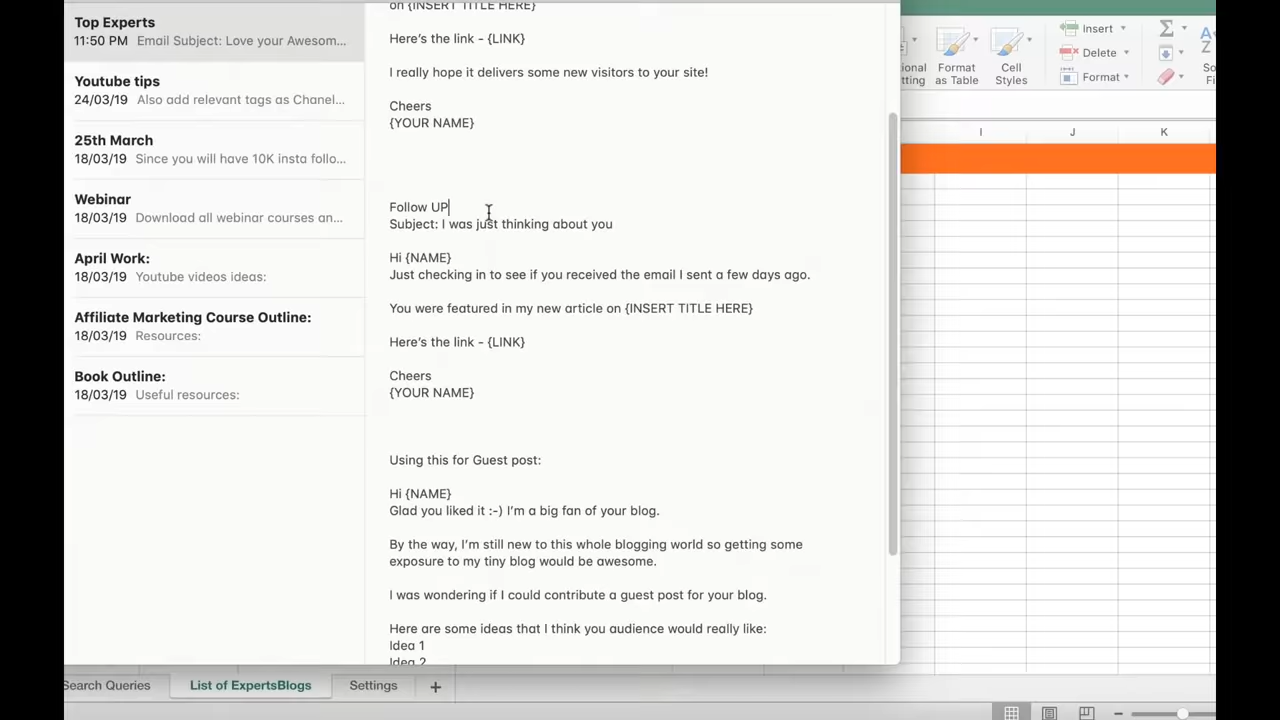 Top Experts
11:50 PM Email Subject: Love your Awesom...
Youtube tips
24/03/19 Also add relevant tags as Chanel...
25th March
18/03/19 Since you will have 10K insta follo...
Webinar
18/03/19 Download all webinar courses an...
April Work:
18/03/19 Youtube videos ideas:
Affiliate Marketing Course Outline:
18/03/19 Resources:
Book Outline:
18/03/19 Useful resources:
on {INSERT TITLE HERE}
Here’s the link - {LINK}
I really hope it delivers some new visitors to your site!
Cheers
{YOUR NAME}
Follow UP
Subject: I was just thinking about you
Hi {NAME}
Just checking in to see if you received the email I sent a few days ago.
You were featured in my new article on {INSERT TITLE HERE}
Here’s the link - {LINK}
Cheers
{YOUR NAME}
Using this for Guest post:
Hi {NAME}
Glad you liked it :-) I’m a big fan of your blog.
By the way, I’m still new to this whole blogging world so getting some
exposure to my tiny blog would be awesome.
I was wondering if I could contribute a guest post for your blog.
Here are some ideas that I think you audience would really like:
Idea 1
Idea 2
Format
as Table
Cell
Styles
Insert
Delete
Format
I J K
Search Queries List of ExpertsBlogs Settings +